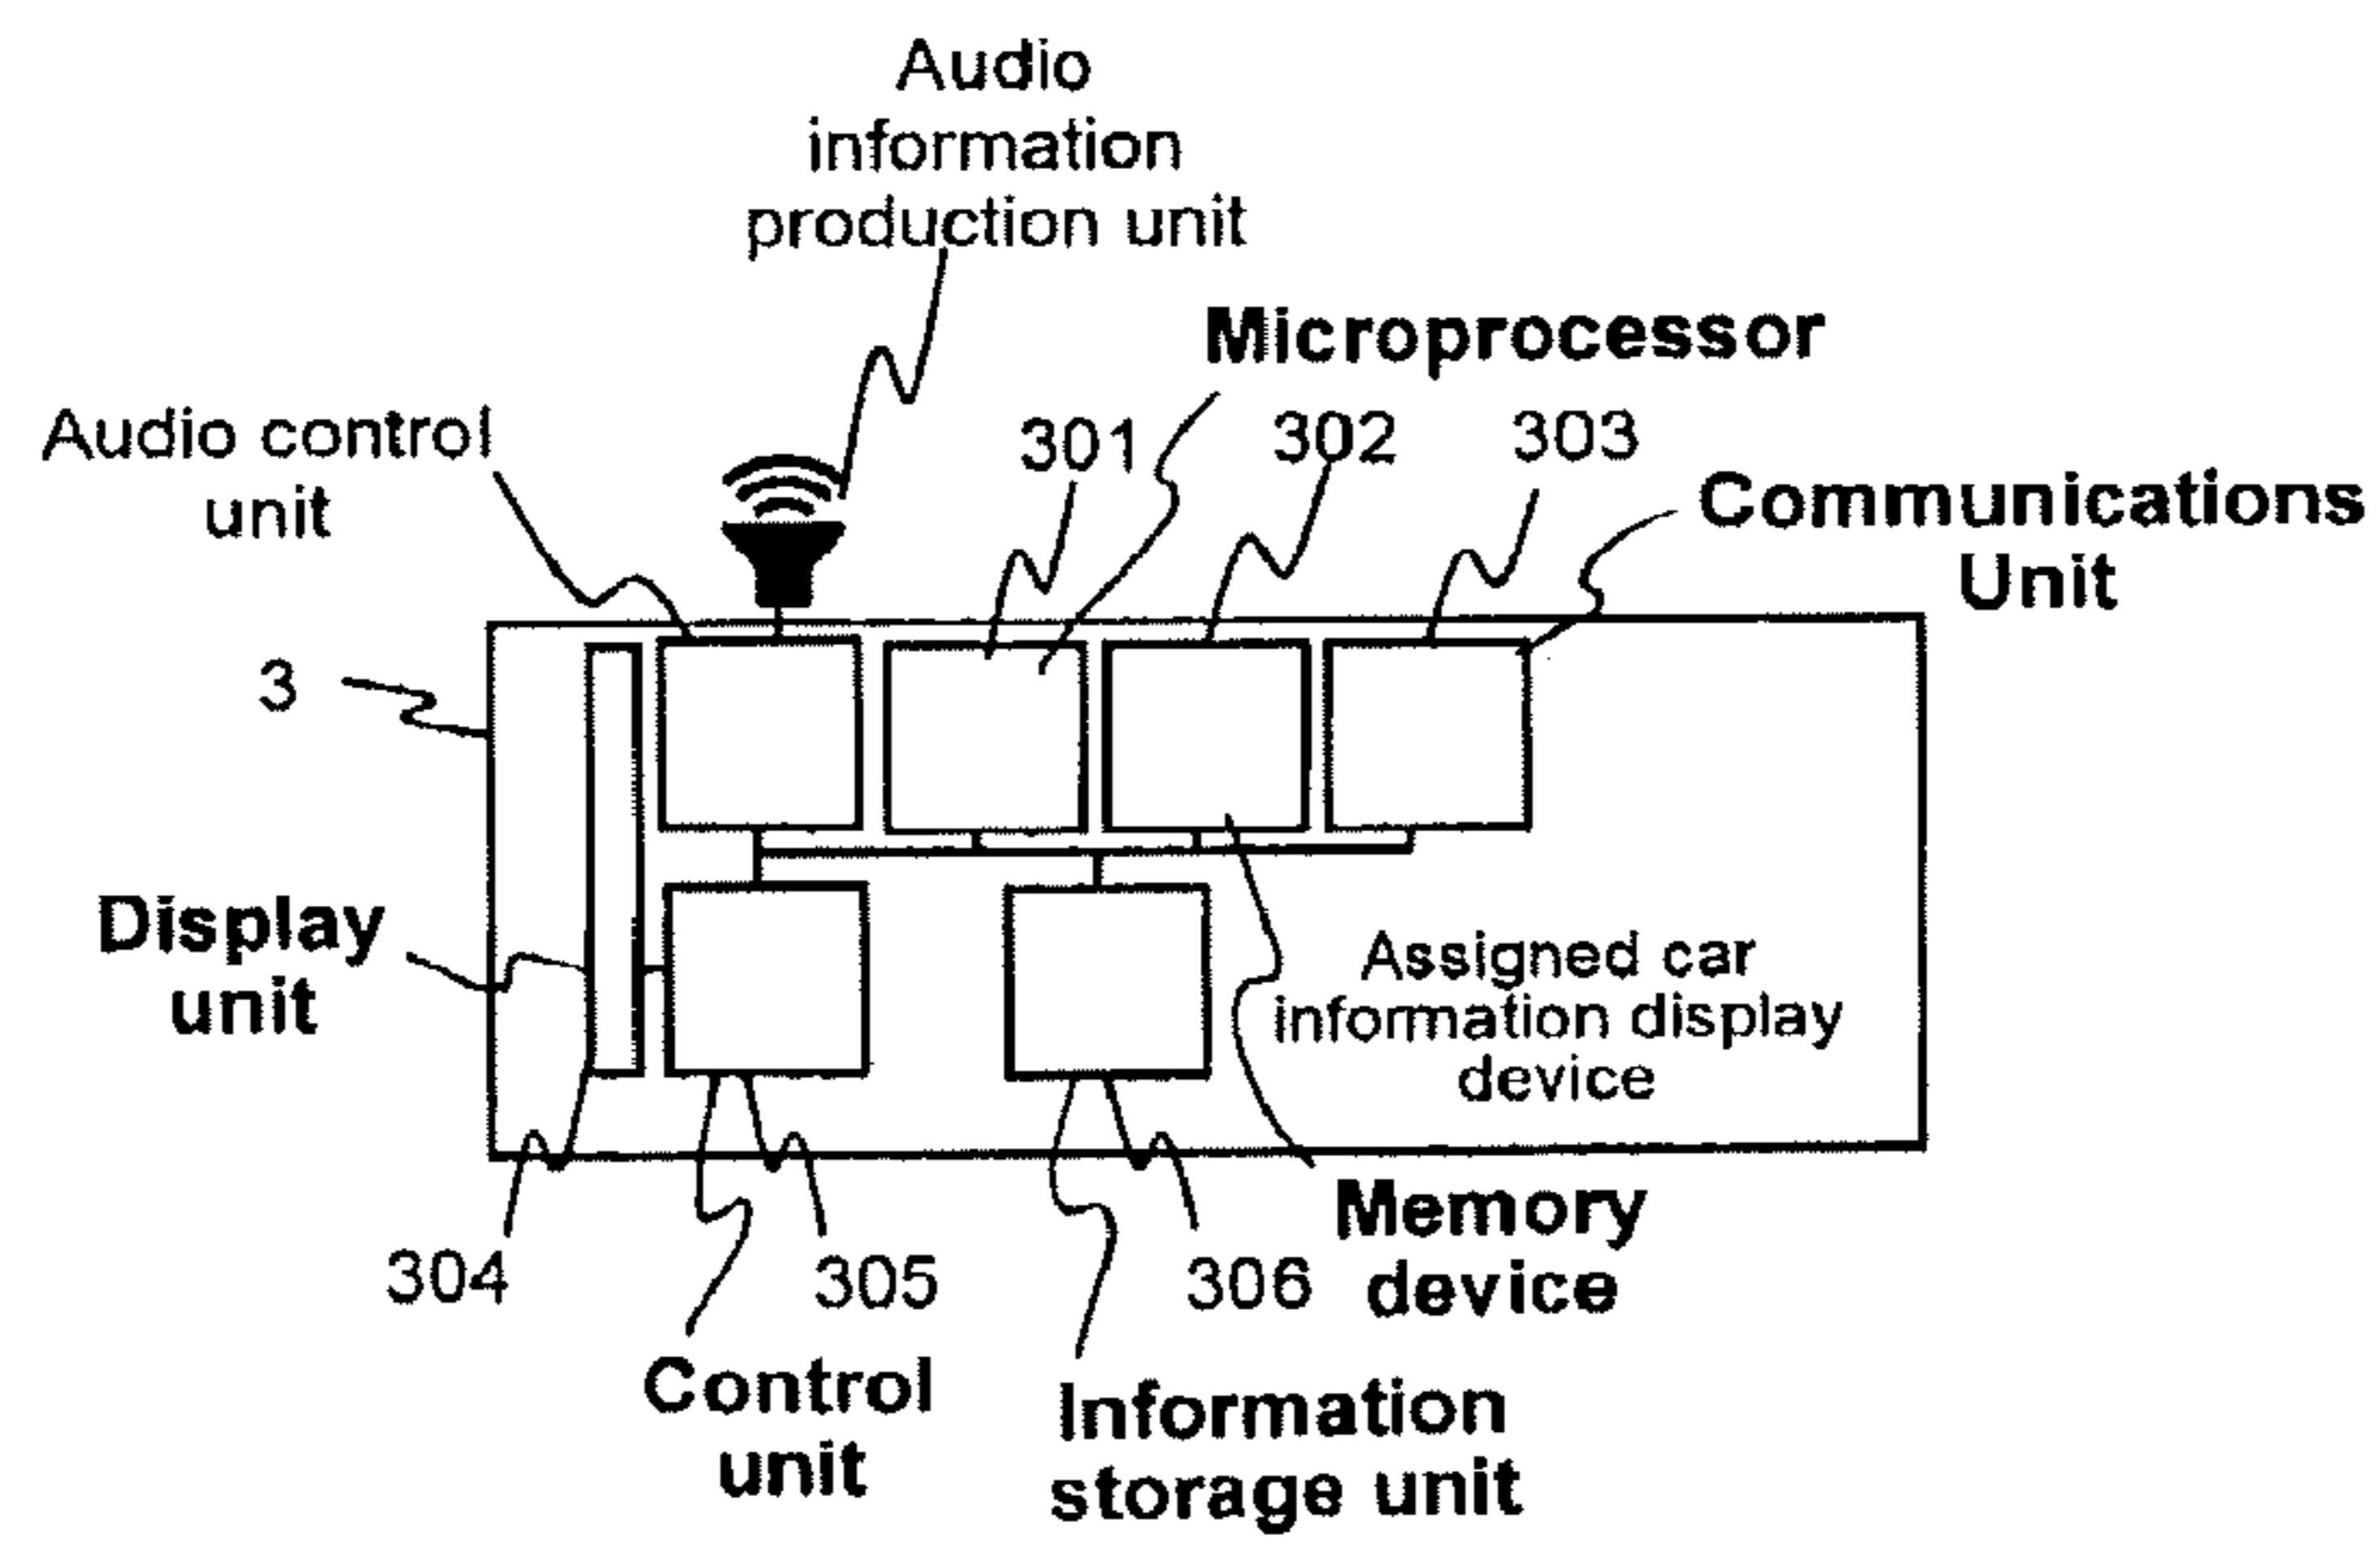 Audio
information
production unit
Microprocessor
Audio control
unit
301
302
303
Communications
Unit
3
Display
unit
Assigned car
information display
device
Memory
device
304
305
306
Control
unit
Information
storage unit